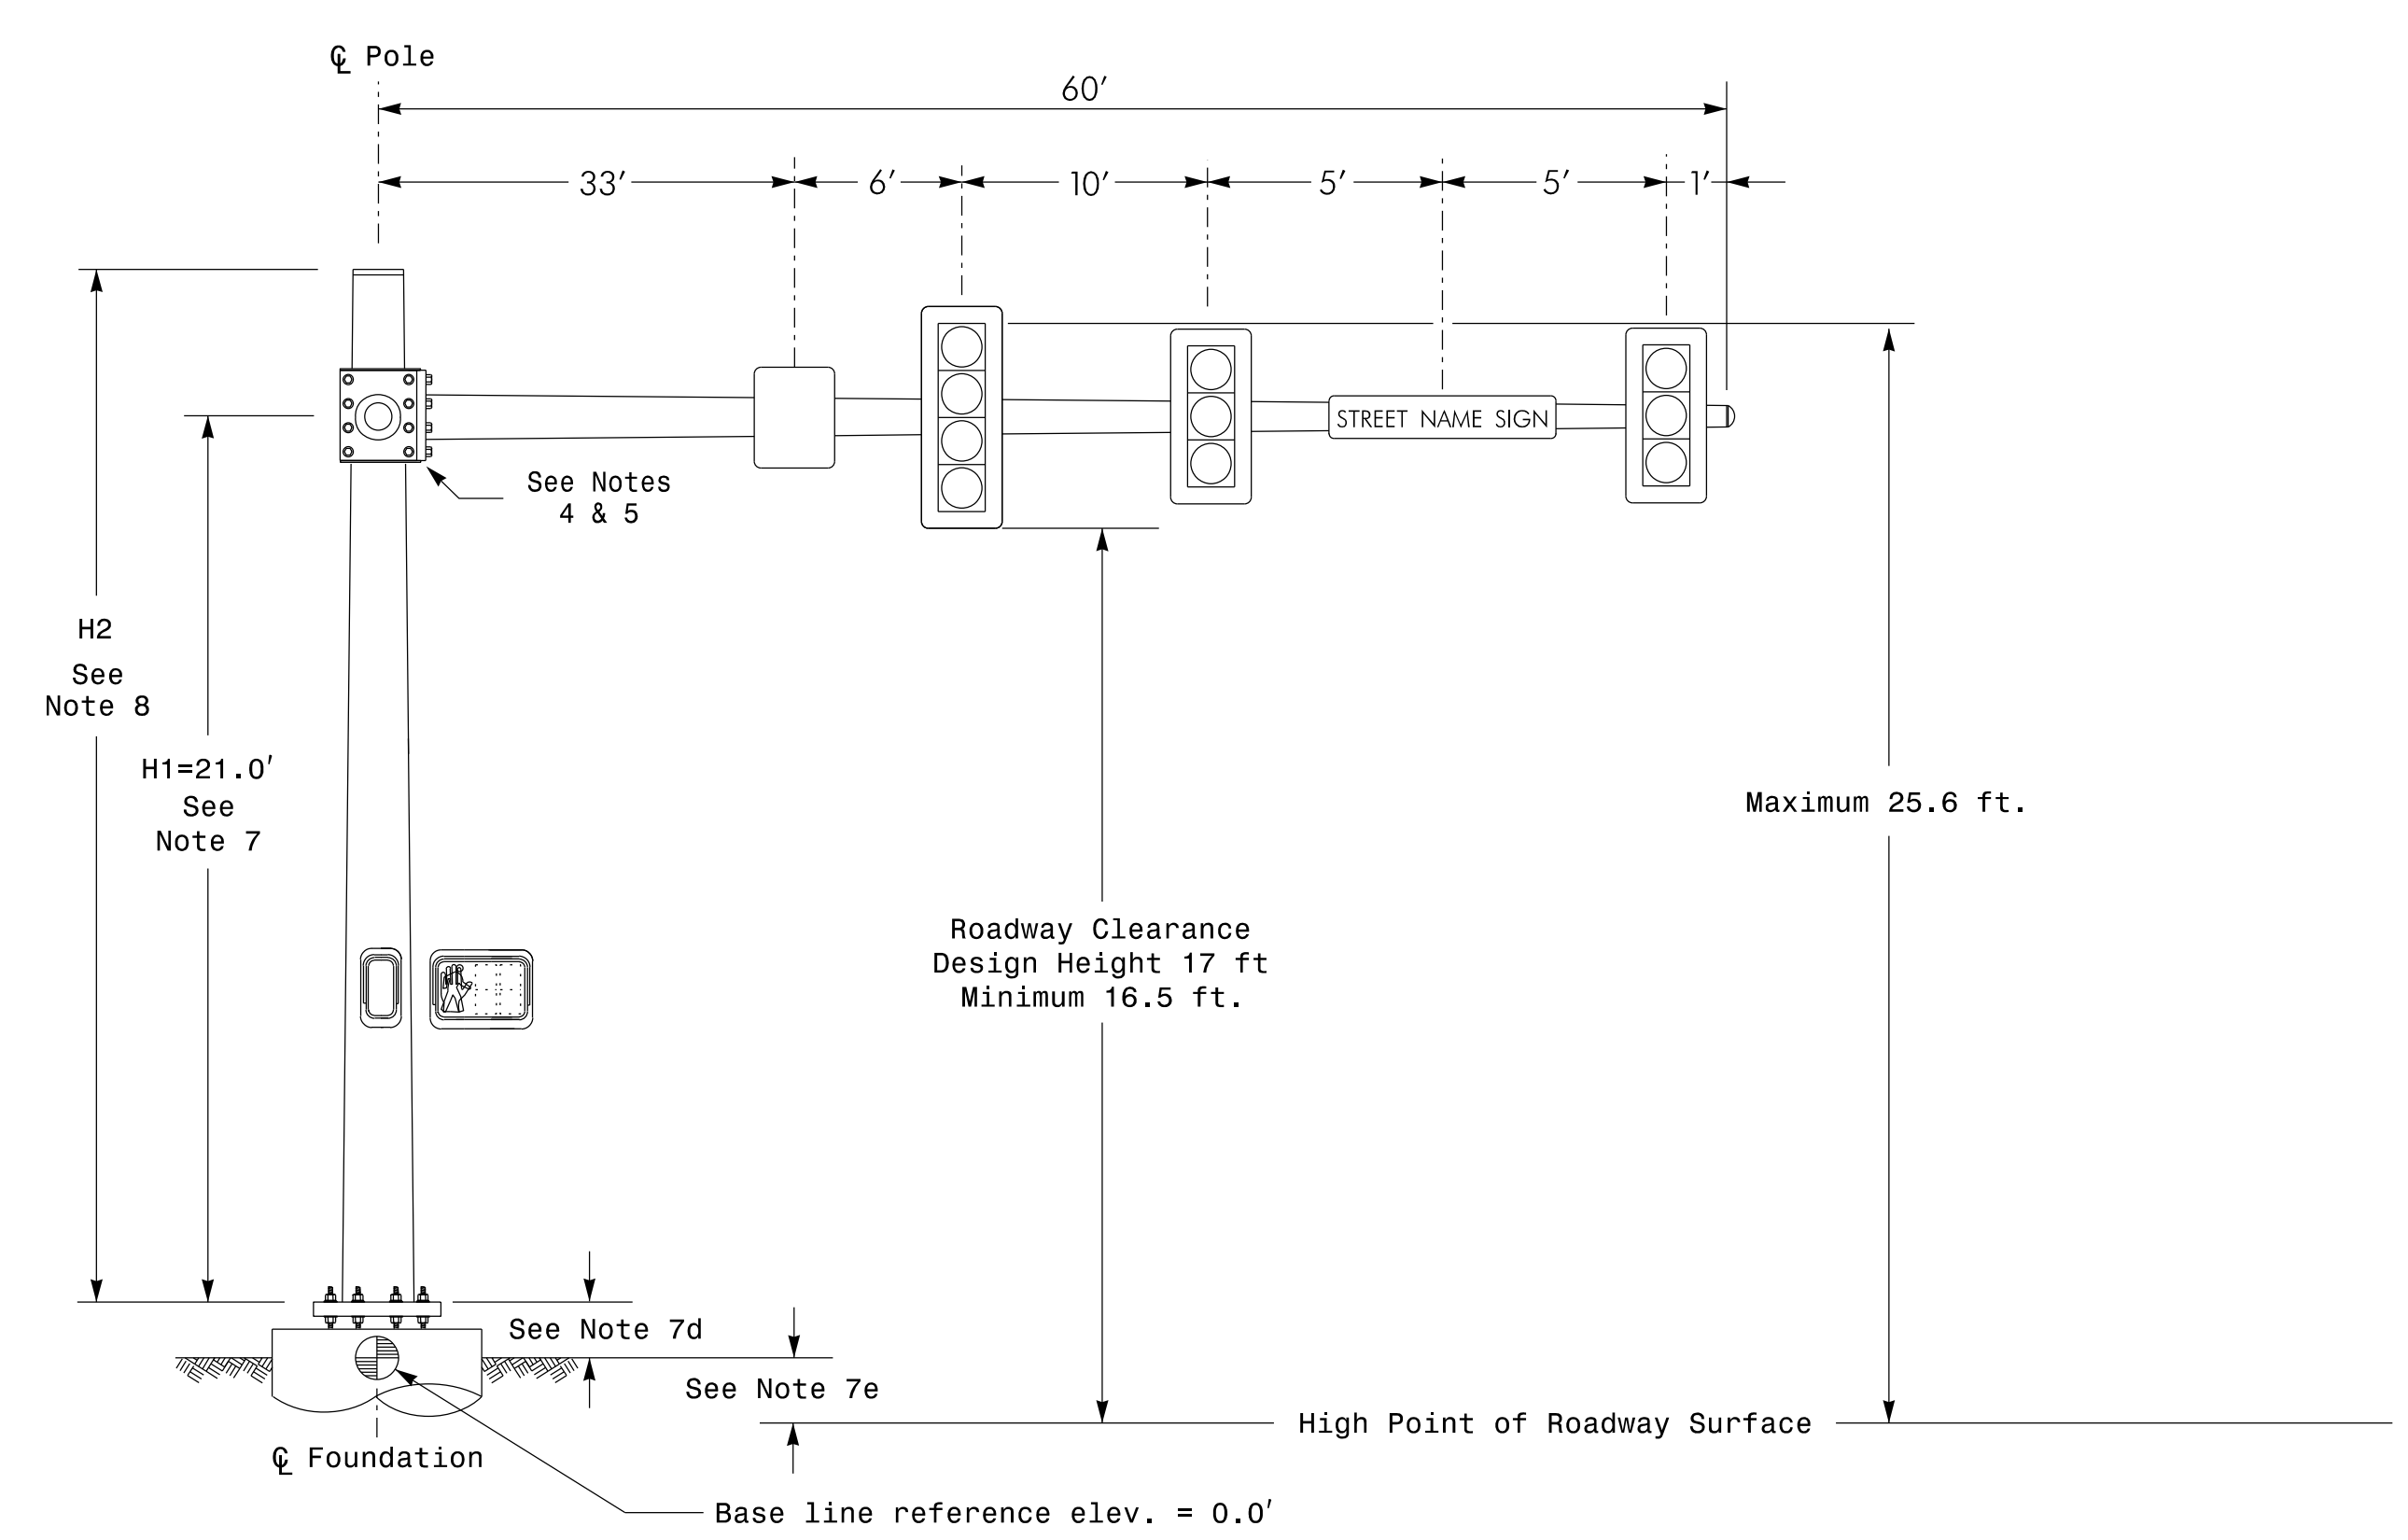 ℄ Pole
60′
33′
6′
10′
5′
5′
1′
STREET NAME SIGN
See Notes
4 & 5
H2
See
Note 8
H1=21.0′
See
Note 7
Maximum 25.6 ft.
Roadway Clearance
Design Height 17 ft
Minimum 16.5 ft.
See Note 7d
See Note 7e
High Point of Roadway Surface
℄ Foundation
Base line reference elev. = 0.0′